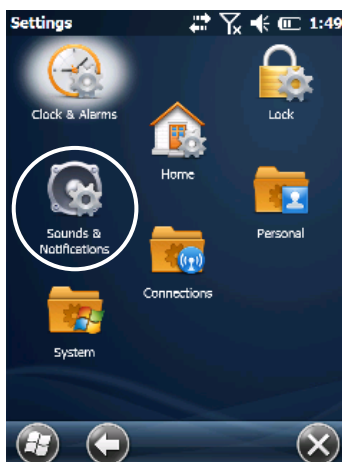 Settings 1:49
Clock & Alarms
Lock
Home
Sounds &
Notifications
Personal
Connections
System